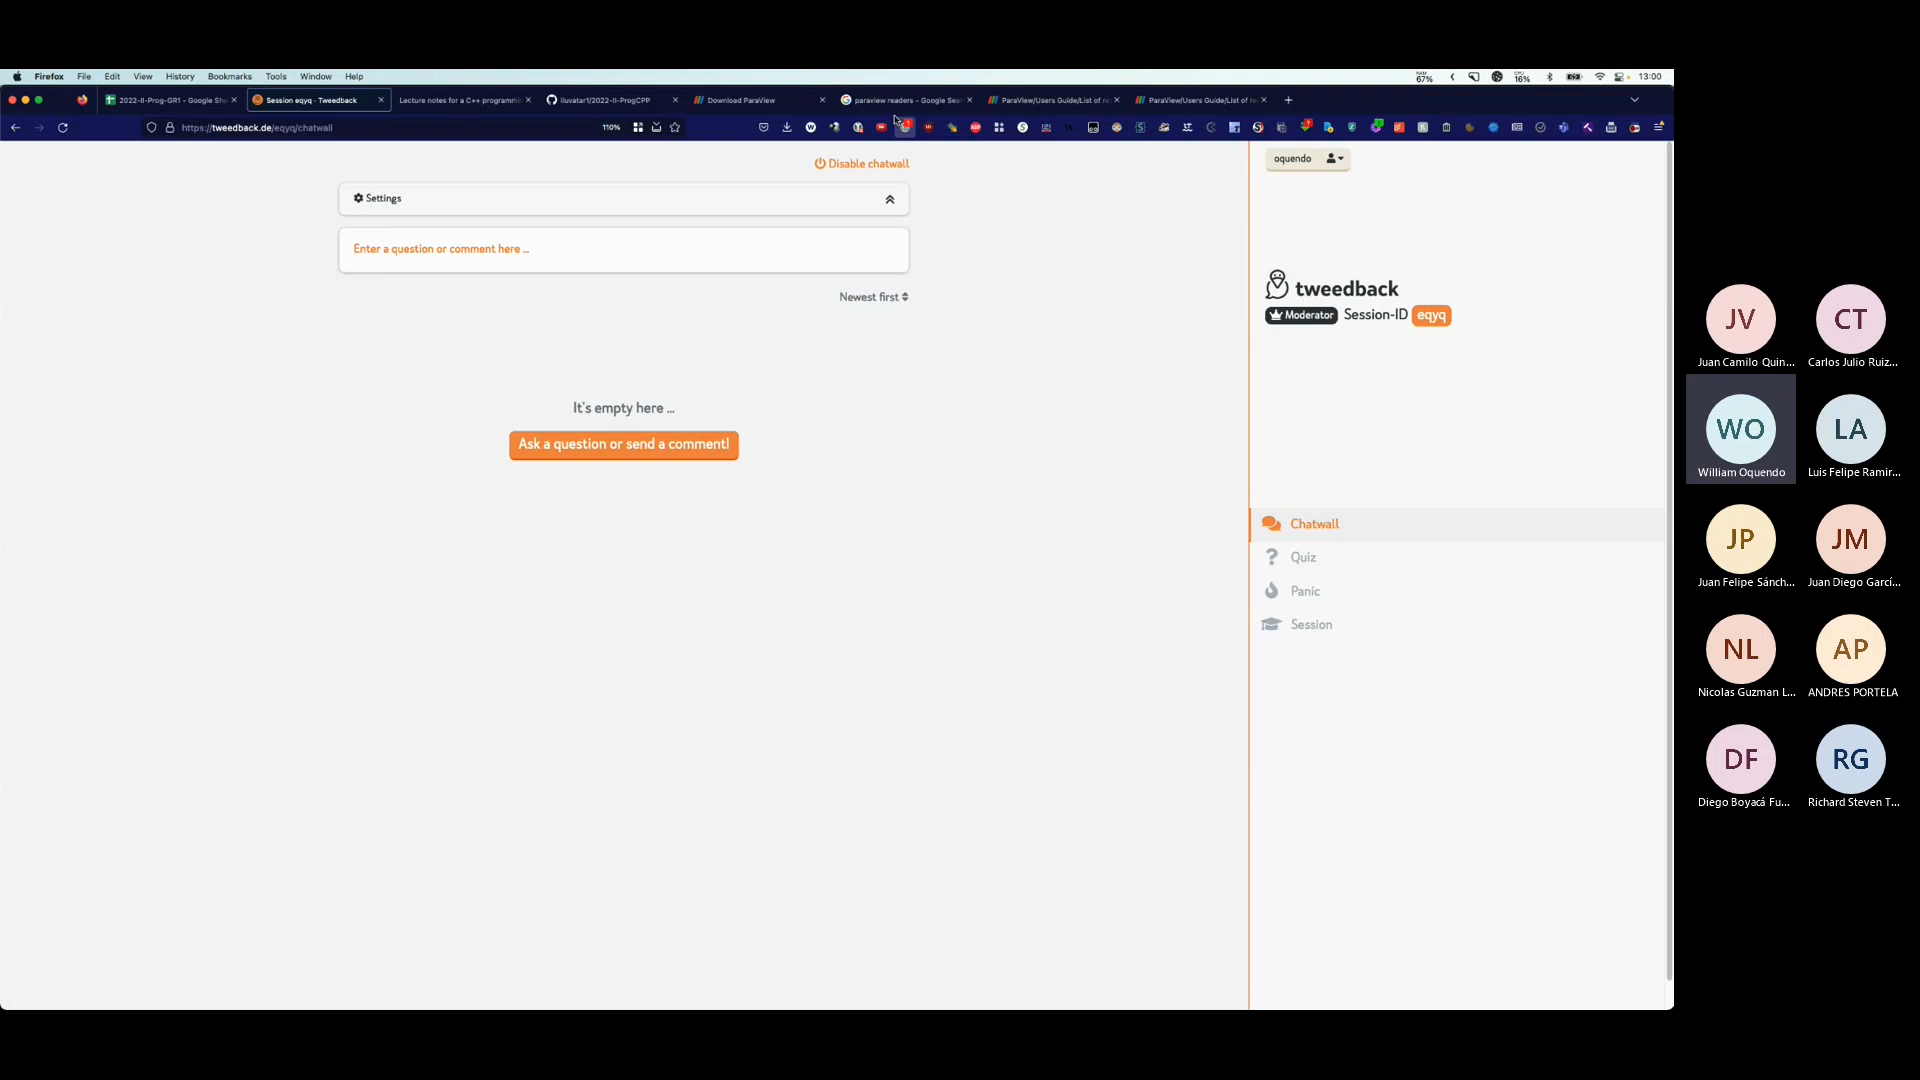 Firefox File Edit View History Bookmarks Tools Window Help
67% 16% 13:00
2022-II-Prog-GR1 - Google She
Session eqyq - Tweedback
Lecture notes for a C++ programmin
iluvatar1/2022-II-ProgCPP
Download ParaView
paraview readers - Google Sear
ParaView/Users Guide/List of re
ParaView/Users Guide/List of re
https://tweedback.de/eqyq/chatwall
110%
Disable chatwall
Settings
Enter a question or comment here ...
Newest first
It's empty here ...
Ask a question or send a comment!
oquendo
tweedback
Moderator Session-ID eqyq
Chatwall
Quiz
Panic
Session
JV
Juan Camilo Quin...
CT
Carlos Julio Ruiz...
WO
William Oquendo
LA
Luis Felipe Ramir...
JP
Juan Felipe Sánch...
JM
Juan Diego Garcí...
NL
Nicolas Guzman L...
AP
ANDRES PORTELA
DF
Diego Boyacá Fu...
RG
Richard Steven T...